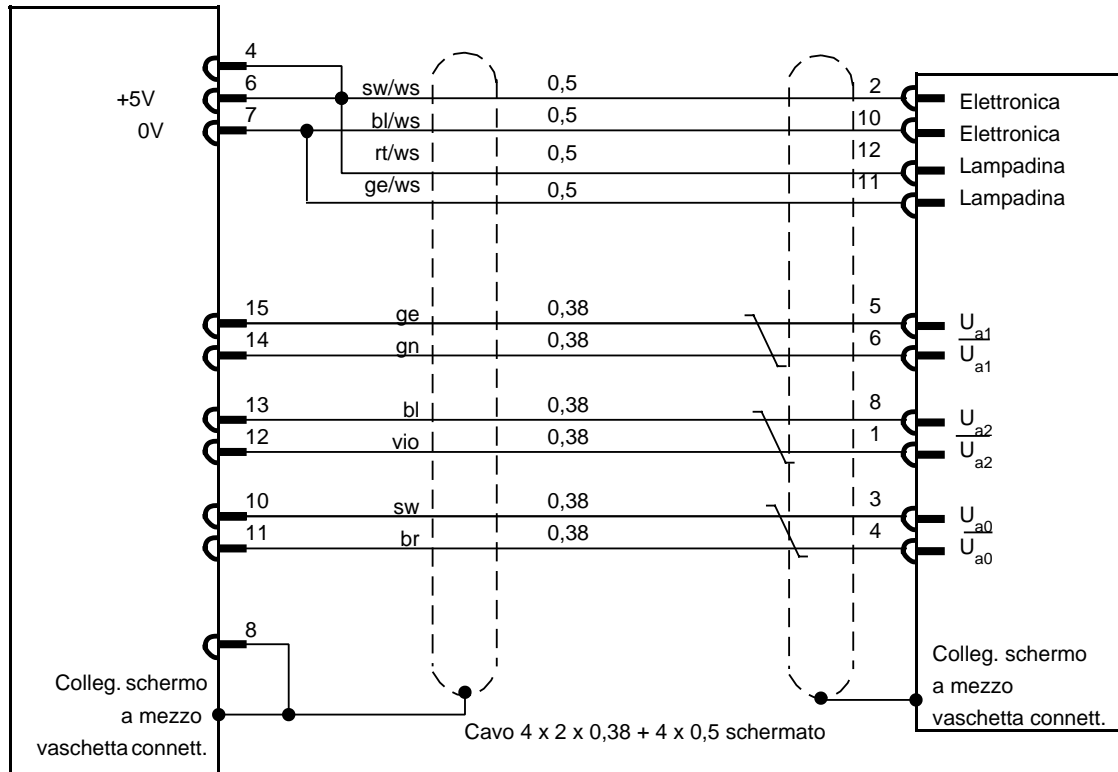 4
+5V 6 sw/ws 0,5 2 Elettronica
0V 7 bl/ws 0,5 10 Elettronica
rt/ws 0,5 12 Lampadina
ge/ws 0,5 11 Lampadina
15 ge 0,38 5 Ua1
14 gn 0,38 6 U̅a1
13 bl 0,38 8 Ua2
12 vio 0,38 1 U̅a2
10 sw 0,38 3 Ua0
11 br 0,38 4 U̅a0
8
Colleg. schermo
a mezzo
vaschetta connett.
Cavo 4 x 2 x 0,38 + 4 x 0,5 schermato
Colleg. schermo
a mezzo
vaschetta connett.